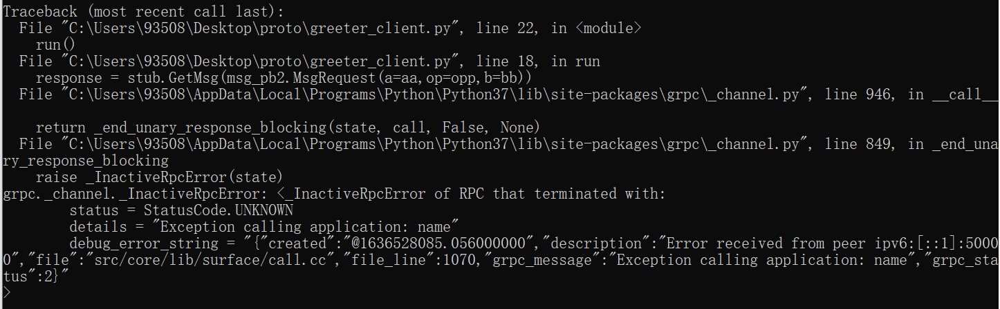 Traceback (most recent call last):
  File "C:\Users\93508\Desktop\proto\greeter_client.py", line 22, in <module>
    run()
  File "C:\Users\93508\Desktop\proto\greeter_client.py", line 18, in run
    response = stub.GetMsg(msg_pb2.MsgRequest(a=aa,op=opp,b=bb))
  File "C:\Users\93508\AppData\Local\Programs\Python\Python37\lib\site-packages\grpc\_channel.py", line 946, in __call__
    return _end_unary_response_blocking(state, call, False, None)
  File "C:\Users\93508\AppData\Local\Programs\Python\Python37\lib\site-packages\grpc\_channel.py", line 849, in _end_una
ry_response_blocking
    raise _InactiveRpcError(state)
grpc._channel._InactiveRpcError: <_InactiveRpcError of RPC that terminated with:
        status = StatusCode.UNKNOWN
        details = "Exception calling application: name"
        debug_error_string = "{"created":"@1636528085.056000000","description":"Error received from peer ipv6:[::1]:5000
0","file":"src/core/lib/surface/call.cc","file_line":1070,"grpc_message":"Exception calling application: name","grpc_sta
tus":2}"
>